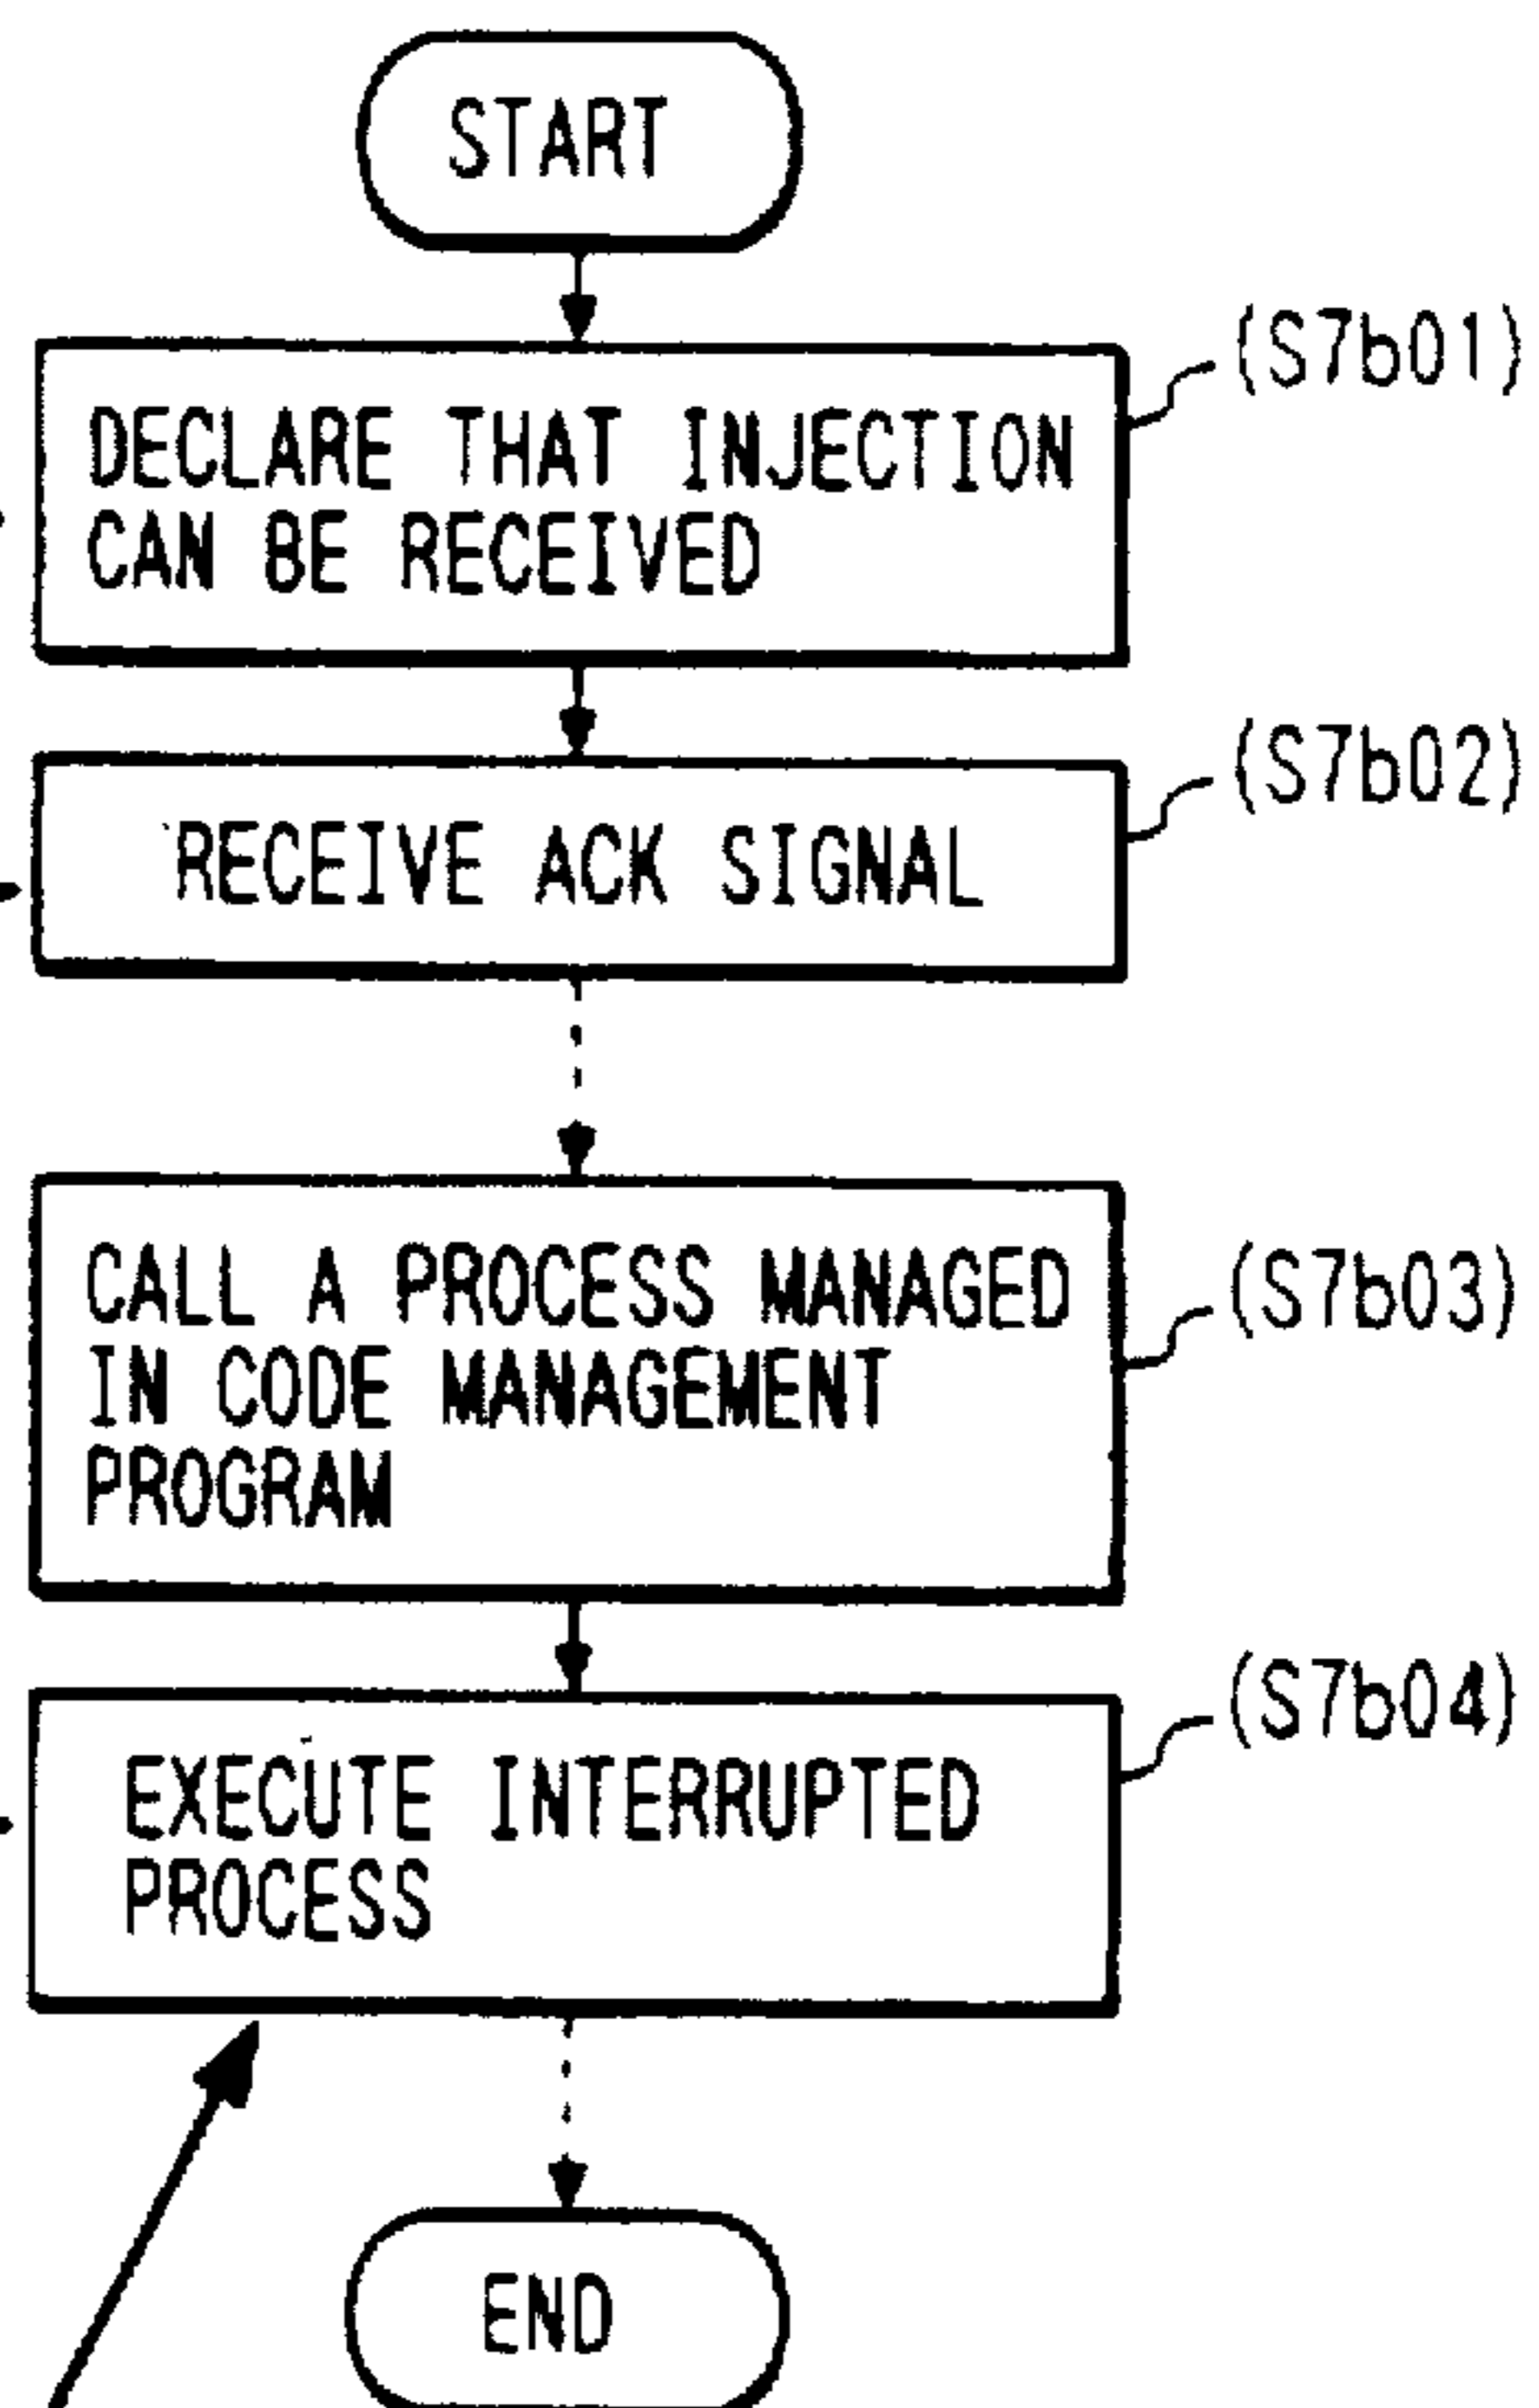 START
(S7b01)
DECLARE THAT INJECTION
CAN BE RECEIVED
(S7b02)
RECEIVE ACK SIGNAL
CALL A PROCESS MANAGED
IN CODE MANAGEMENT
PROGRAM
(S7b03)
EXECUTE INTERRUPTED
PROCESS
(S7b04)
END